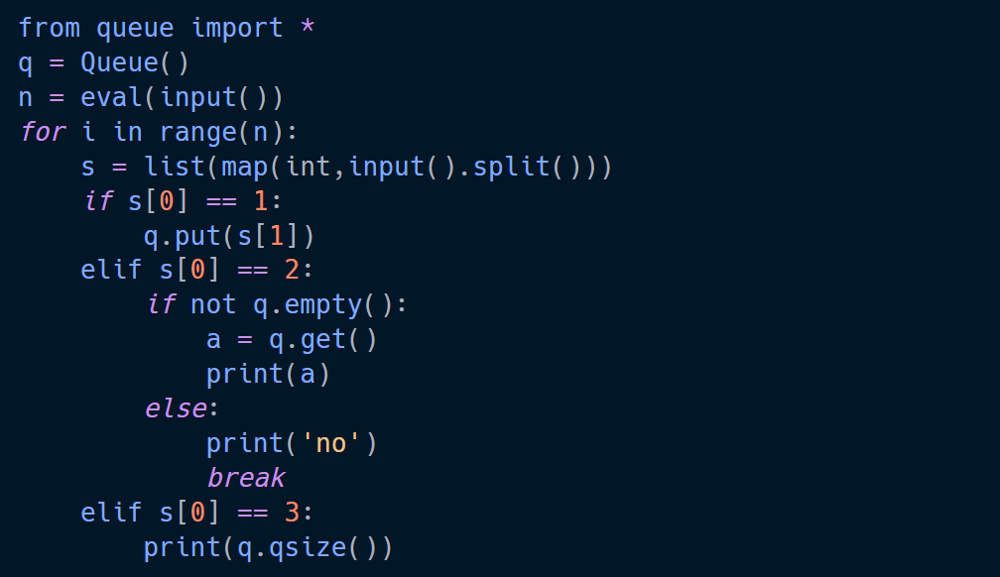 from queue import *
q = Queue()
n = eval(input())
for i in range(n):
    s = list(map(int,input().split()))
    if s[0] == 1:
        q.put(s[1])
    elif s[0] == 2:
        if not q.empty():
            a = q.get()
            print(a)
        else:
            print('no')
            break
    elif s[0] == 3:
        print(q.qsize())